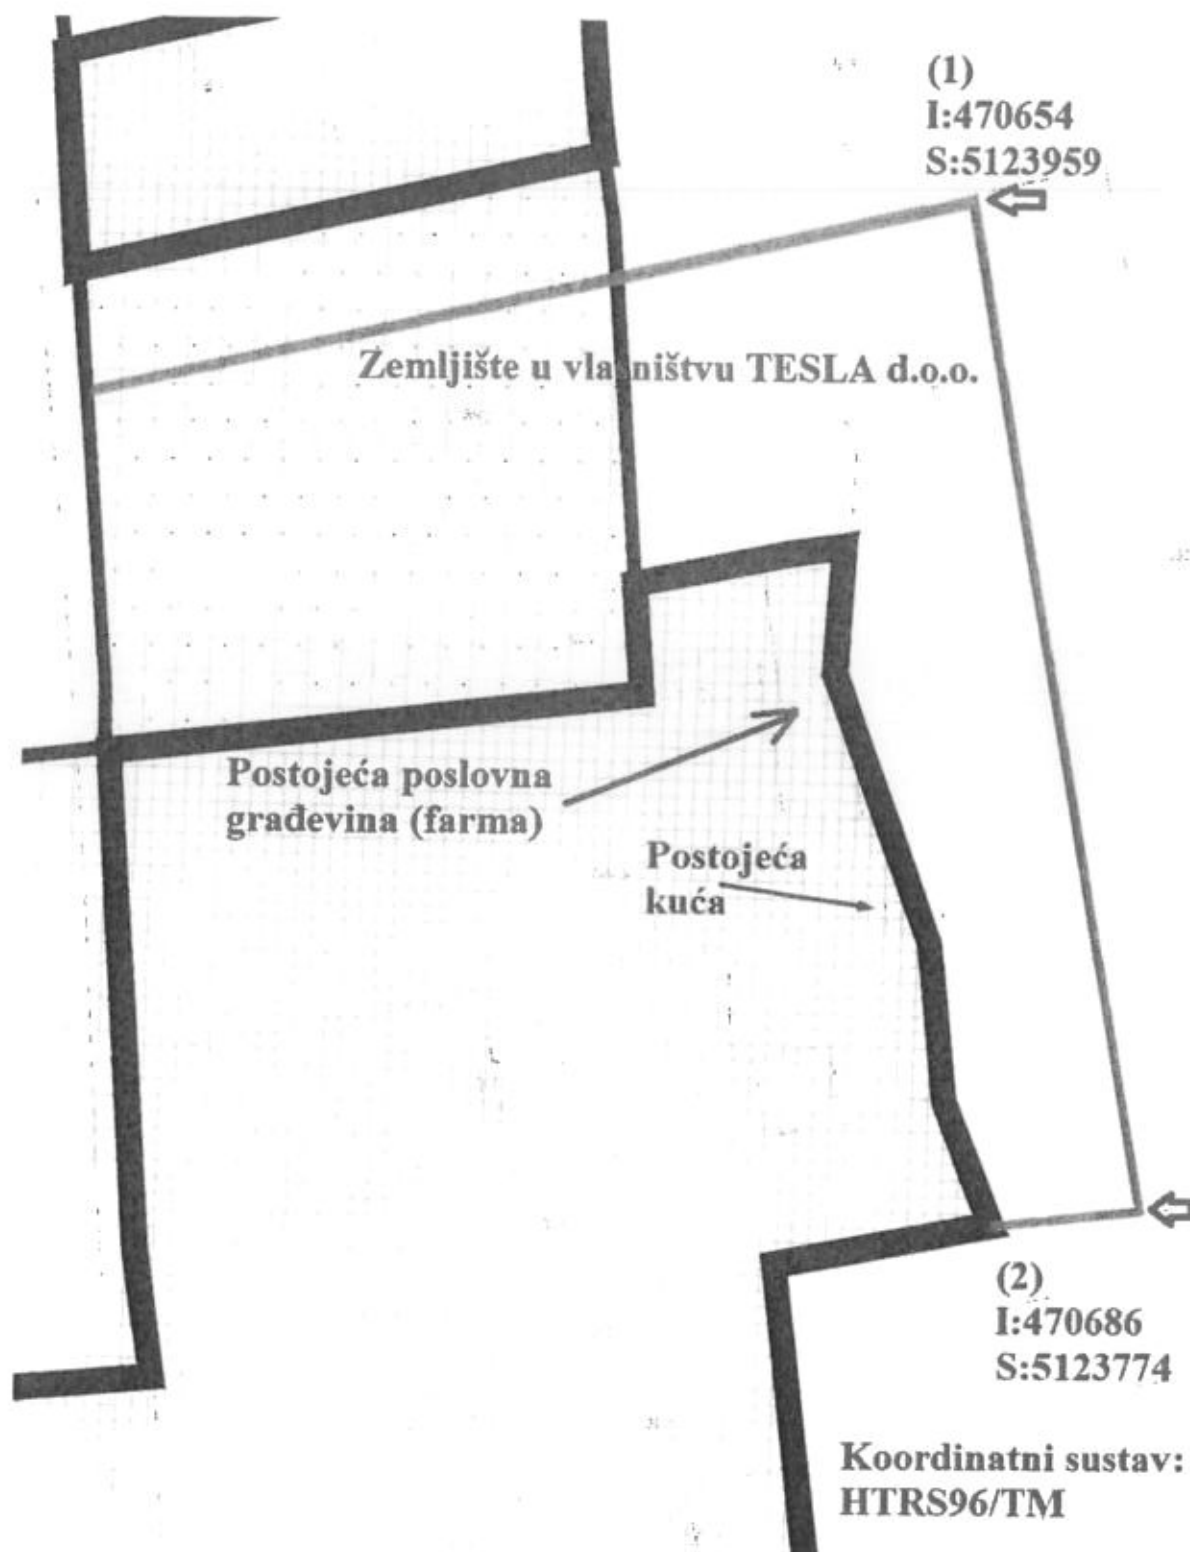 (1)
I:470654
S:5123959
Zemljište u vlasništvu TESLA d.o.o.
Postojeća poslovna
građevina (farma)
Postojeća
kuća
(2)
I:470686
S:5123774
Koordinatni sustav:
HTRS96/TM